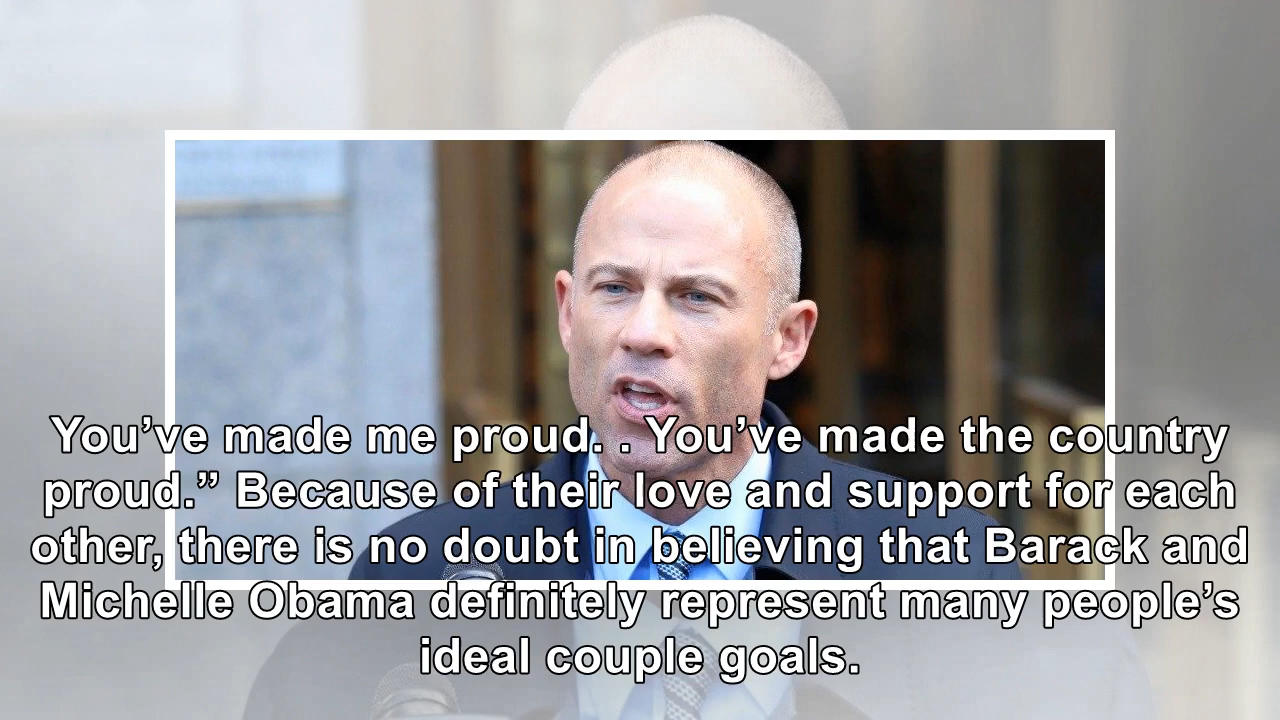 You’ve made me proud. . You’ve made the country
proud.” Because of their love and support for each
other, there is no doubt in believing that Barack and
Michelle Obama definitely represent many people’s
ideal couple goals.